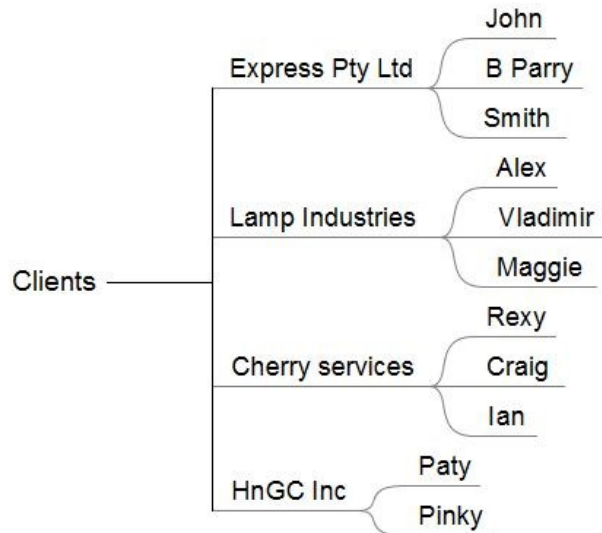 Clients
Express Pty Ltd
John
B Parry
Smith
Lamp Industries
Alex
Vladimir
Maggie
Cherry services
Rexy
Craig
Ian
HnGC Inc
Paty
Pinky